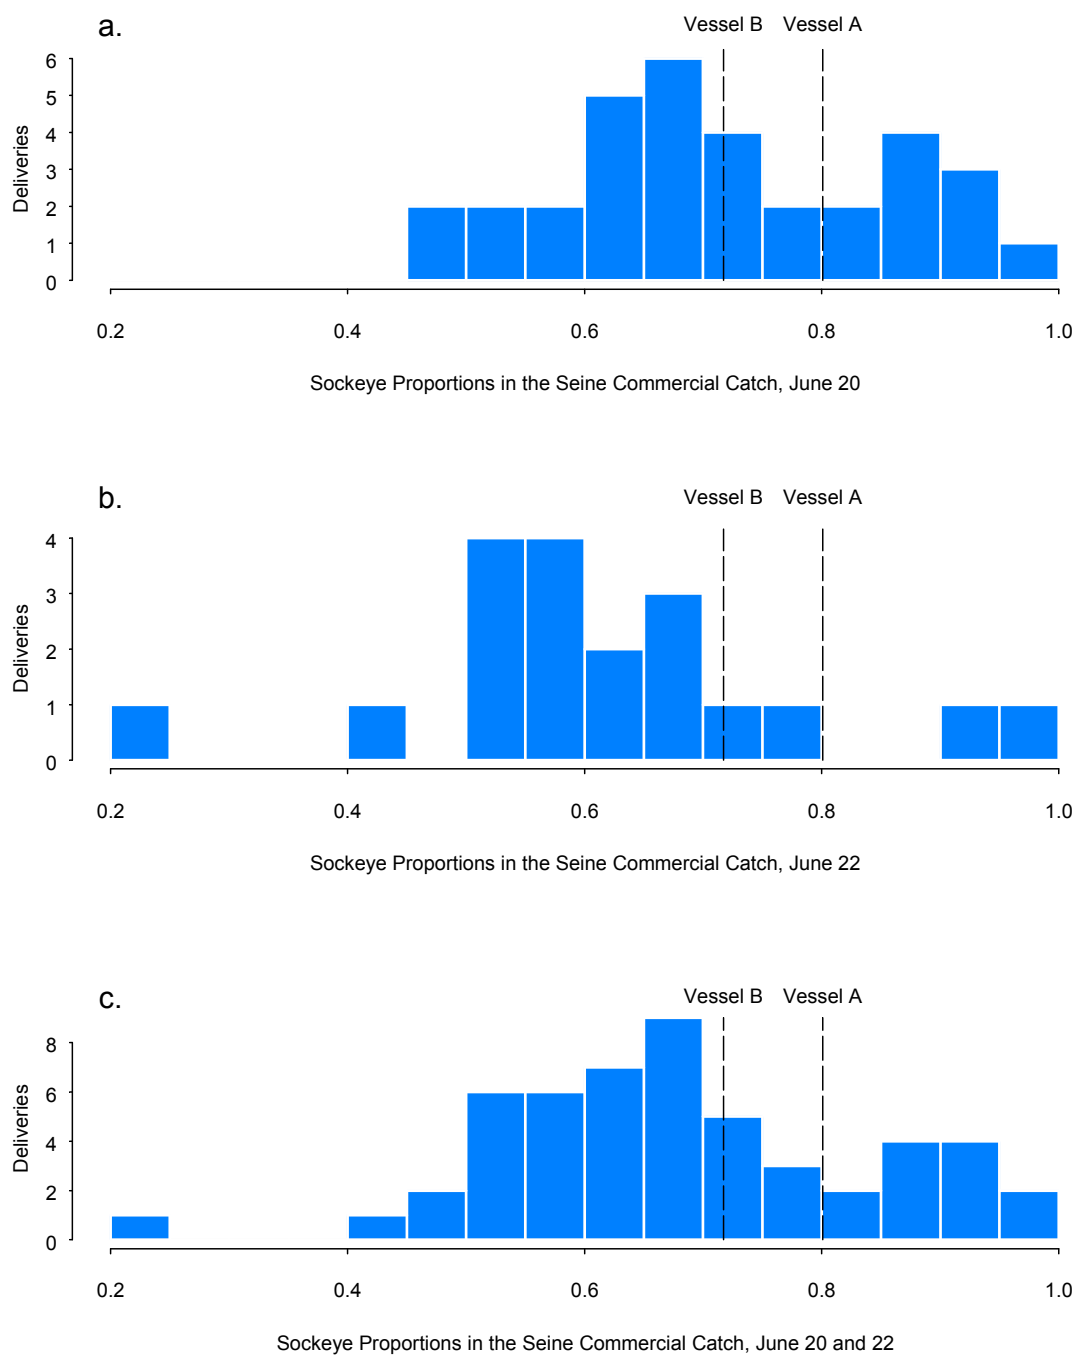 a.
Vessel B
Vessel A
6
5
4
3
2
1
0
Deliveries
0.2
0.4
0.6
0.8
1.0
Sockeye Proportions in the Seine Commercial Catch, June 20
b.
Vessel B
Vessel A
4
3
2
1
0
Deliveries
0.2
0.4
0.6
0.8
1.0
Sockeye Proportions in the Seine Commercial Catch, June 22
c.
Vessel B
Vessel A
8
6
4
2
0
Deliveries
0.2
0.4
0.6
0.8
1.0
Sockeye Proportions in the Seine Commercial Catch, June 20 and 22